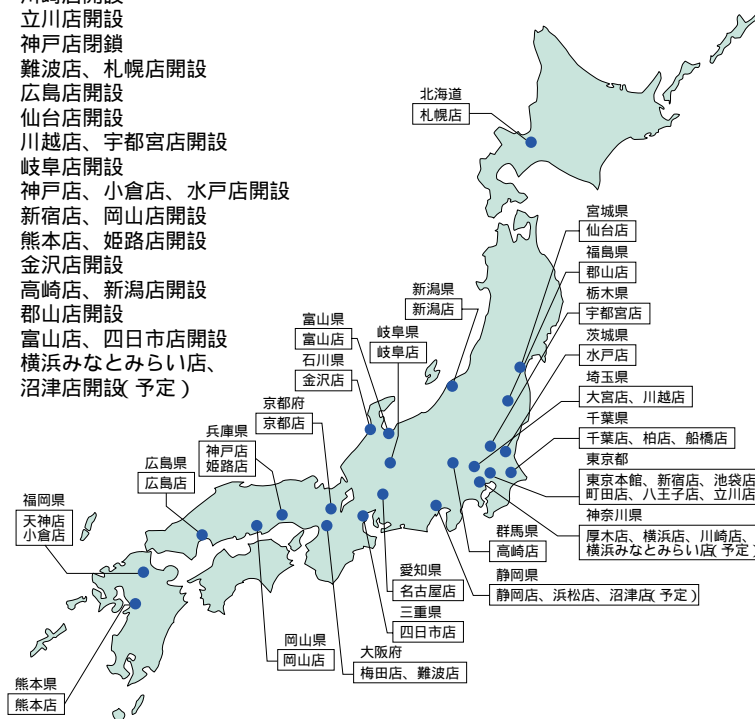 川崎店開設
立川店開設
神戸店閉鎖
難波店、札幌店開設
広島店開設
仙台店開設
川越店、宇都宮店開設
岐阜店開設
神戸店、小倉店、水戸店開設
新宿店、岡山店開設
熊本店、姫路店開設
金沢店開設
高崎店、新潟店開設
郡山店開設
富山店、四日市店開設
横浜みなとみらい店、
沼津店開設(予定)
北海道
札幌店
宮城県
仙台店
福島県
郡山店
栃木県
宇都宮店
茨城県
水戸店
埼玉県
大宮店、川越店
千葉県
千葉店、柏店、船橋店
東京都
東京本館、新宿店、池袋店
町田店、八王子店、立川店
神奈川県
厚木店、横浜店、川崎店、
横浜みなとみらい店(予定)
新潟県
新潟店
富山県
富山店
岐阜県
岐阜店
石川県
金沢店
京都府
京都店
兵庫県
神戸店
姫路店
広島県
広島店
福岡県
天神店
小倉店
群馬県
高崎店
静岡県
静岡店、浜松店、沼津店(予定)
愛知県
名古屋店
三重県
四日市店
岡山県
岡山店
大阪府
梅田店、難波店
熊本県
熊本店